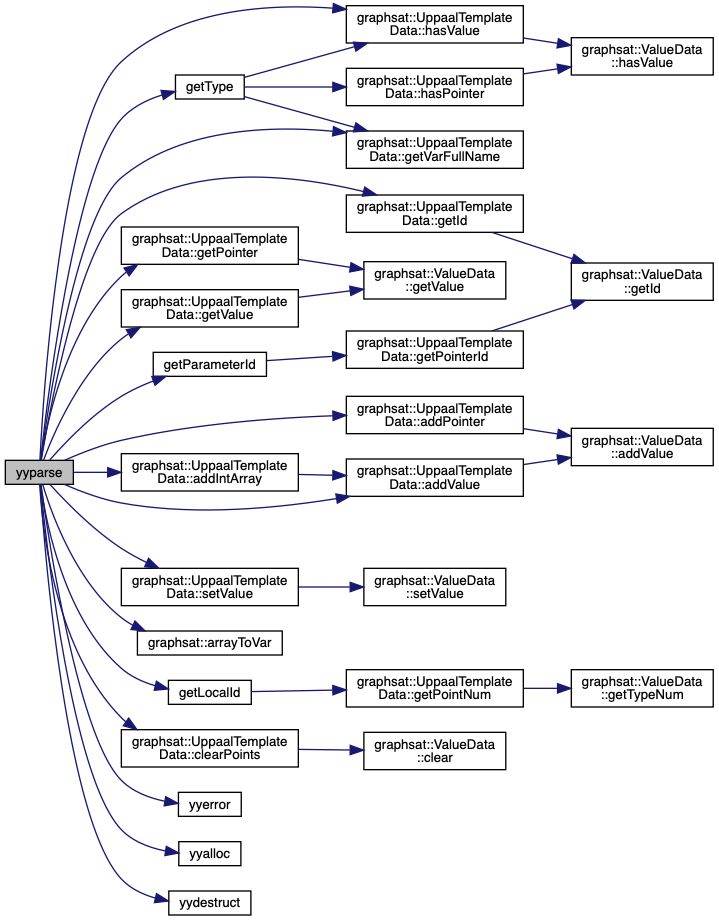 graphsat::UppaalTemplate
Data::hasValue
graphsat::ValueData
::hasValue
getType
graphsat::UppaalTemplate
Data::hasPointer
graphsat::UppaalTemplate
Data::getVarFullName
graphsat::UppaalTemplate
Data::getId
graphsat::UppaalTemplate
Data::getPointer
graphsat::ValueData
::getValue
graphsat::ValueData
::getId
graphsat::UppaalTemplate
Data::getValue
getParameterId
graphsat::UppaalTemplate
Data::getPointerId
graphsat::UppaalTemplate
Data::addPointer
graphsat::ValueData
::addValue
yyparse
graphsat::UppaalTemplate
Data::addIntArray
graphsat::UppaalTemplate
Data::addValue
graphsat::UppaalTemplate
Data::setValue
graphsat::ValueData
::setValue
graphsat::arrayToVar
getLocalId
graphsat::UppaalTemplate
Data::getPointNum
graphsat::ValueData
::getTypeNum
graphsat::UppaalTemplate
Data::clearPoints
graphsat::ValueData
::clear
yyerror
yyalloc
yydestruct